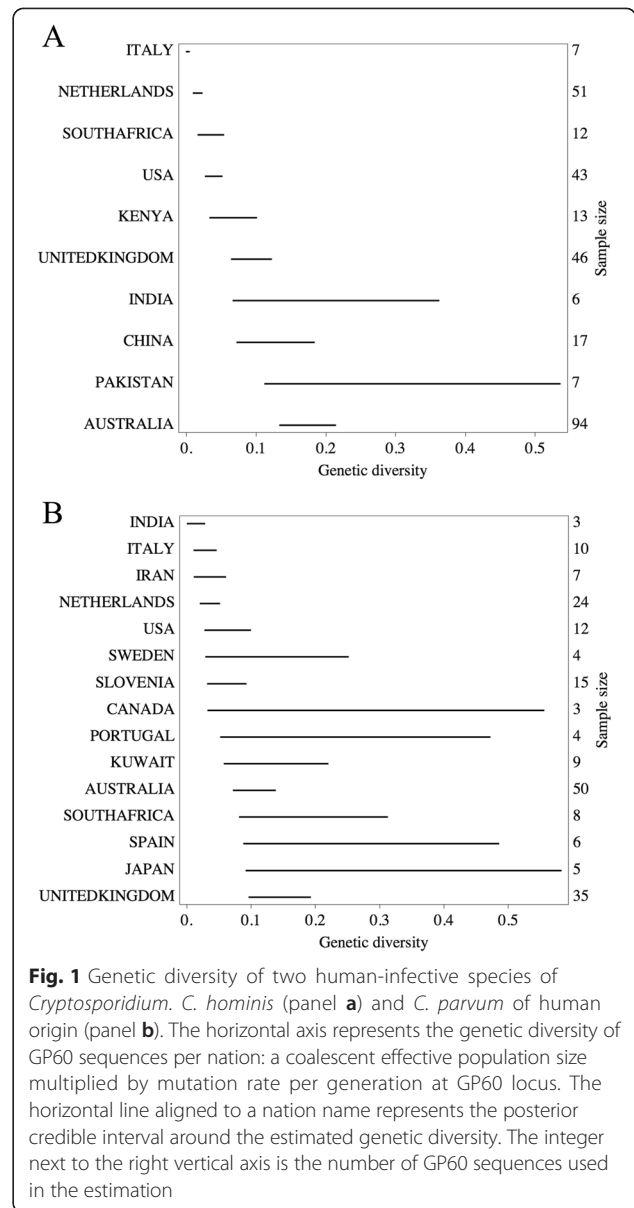 A
ITALY 7
NETHERLANDS 51
SOUTHAFRICA 12
USA 43
KENYA 13
UNITEDKINGDOM 46
INDIA 6
CHINA 17
PAKISTAN 7
AUSTRALIA 94
Sample size
0. 0.1 0.2 0.3 0.4 0.5
Genetic diversity
B
INDIA 3
ITALY 10
IRAN 7
NETHERLANDS 24
USA 12
SWEDEN 4
SLOVENIA 15
CANADA 3
PORTUGAL 4
KUWAIT 9
AUSTRALIA 50
SOUTHAFRICA 8
SPAIN 6
JAPAN 5
UNITEDKINGDOM 35
Sample size
0. 0.1 0.2 0.3 0.4 0.5
Genetic diversity
Fig. 1 Genetic diversity of two human-infective species of
Cryptosporidium. C. hominis (panel a) and C. parvum of human
origin (panel b). The horizontal axis represents the genetic diversity of
GP60 sequences per nation: a coalescent effective population size
multiplied by mutation rate per generation at GP60 locus. The
horizontal line aligned to a nation name represents the posterior
credible interval around the estimated genetic diversity. The integer
next to the right vertical axis is the number of GP60 sequences used
in the estimation